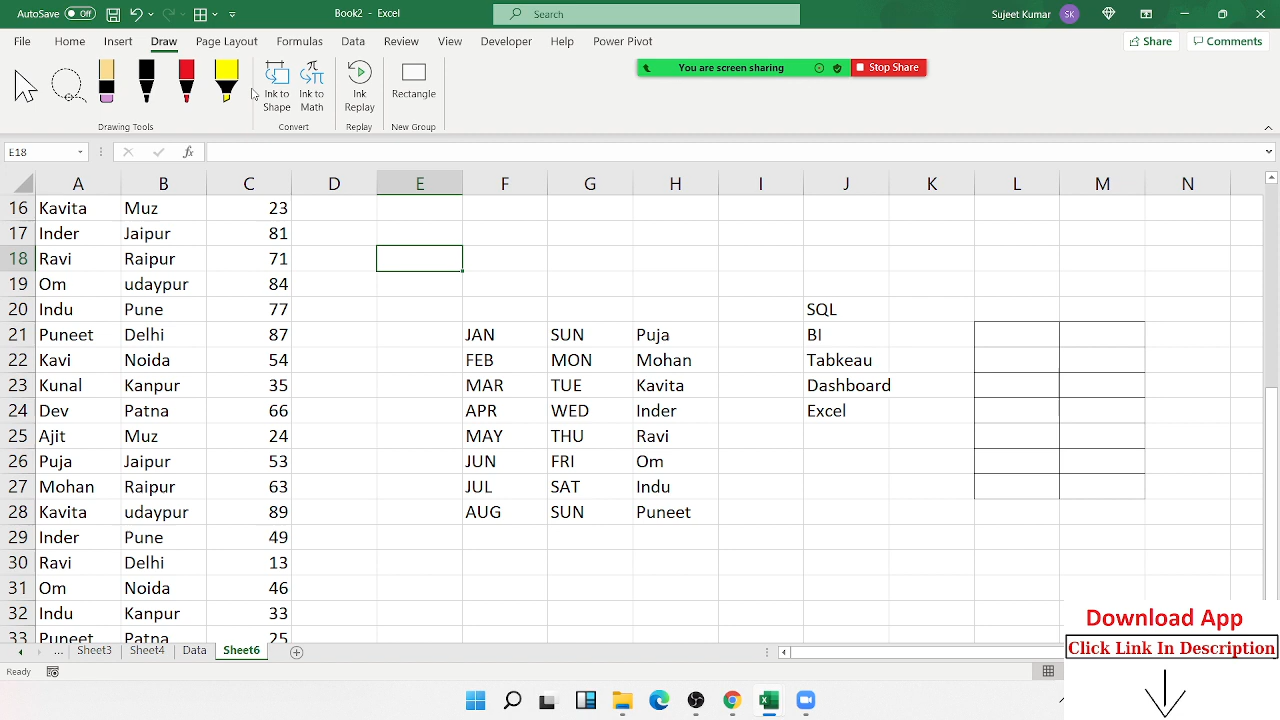 AutoSave Off Book2 - Excel Search Sujeet Kumar SK
File Home Insert Draw Page Layout Formulas Data Review View Developer Help Power Pivot Share Comments
You are screen sharing Stop Share
Ink to Shape Ink to Math Ink Replay Rectangle
Drawing Tools Convert Replay New Group
E18 fx
A B C D E F G H I J K L M N
16 Kavita Muz 23
17 Inder Jaipur 81
18 Ravi Raipur 71
19 Om udaypur 84
20 Indu Pune 77 SQL
21 Puneet Delhi 87 JAN SUN Puja BI
22 Kavi Noida 54 FEB MON Mohan Tabkeau
23 Kunal Kanpur 35 MAR TUE Kavita Dashboard
24 Dev Patna 66 APR WED Inder Excel
25 Ajit Muz 24 MAY THU Ravi
26 Puja Jaipur 53 JUN FRI Om
27 Mohan Raipur 63 JUL SAT Indu
28 Kavita udaypur 89 AUG SUN Puneet
29 Inder Pune 49
30 Ravi Delhi 13
31 Om Noida 46
32 Indu Kanpur 33
33 Puneet Patna 25
... Sheet3 Sheet4 Data Sheet6
Ready
Download App
Click Link In Description